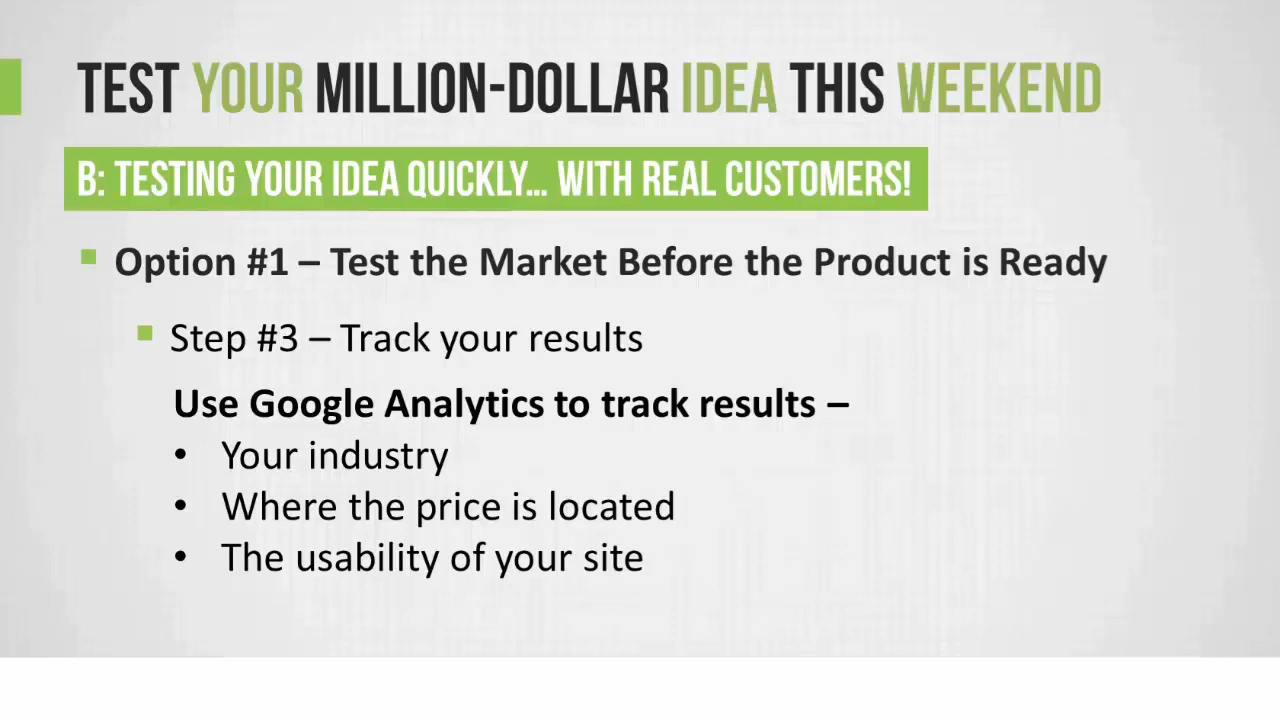 TEST YOUR MILLION-DOLLAR IDEA THIS WEEKEND
B: TESTING YOUR IDEA QUICKLY... WITH REAL CUSTOMERS!
▪ Option #1 – Test the Market Before the Product is Ready
▪ Step #3 – Track your results
Use Google Analytics to track results –
• Your industry
• Where the price is located
• The usability of your site